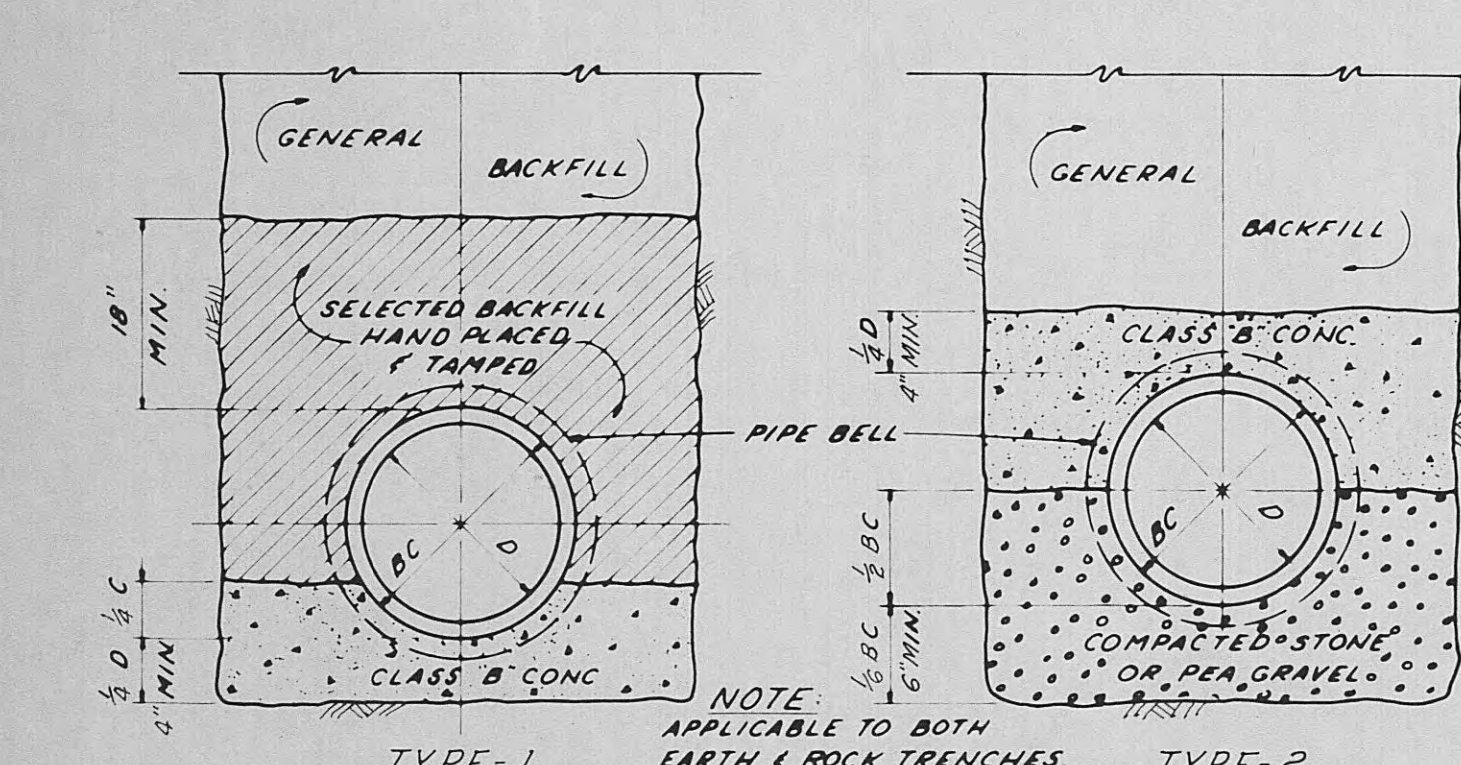 GENERAL
BACKFILL
18"
MIN.
SELECTED BACKFILL
HAND PLACED
& TAMPED
BC
D
1/4 C
1/4 D
4" MIN
CLASS "B" CONC
PIPE BELL
GENERAL
BACKFILL
1/4 D
4" MIN.
CLASS "B" CONC.
BC
D
1/2 BC
1/6 BC
6" MIN.
COMPACTED STONE
OR PEA GRAVEL
NOTE:
APPLICABLE TO BOTH
EARTH & ROCK TRENCHES
TYPE-1
TYPE-2